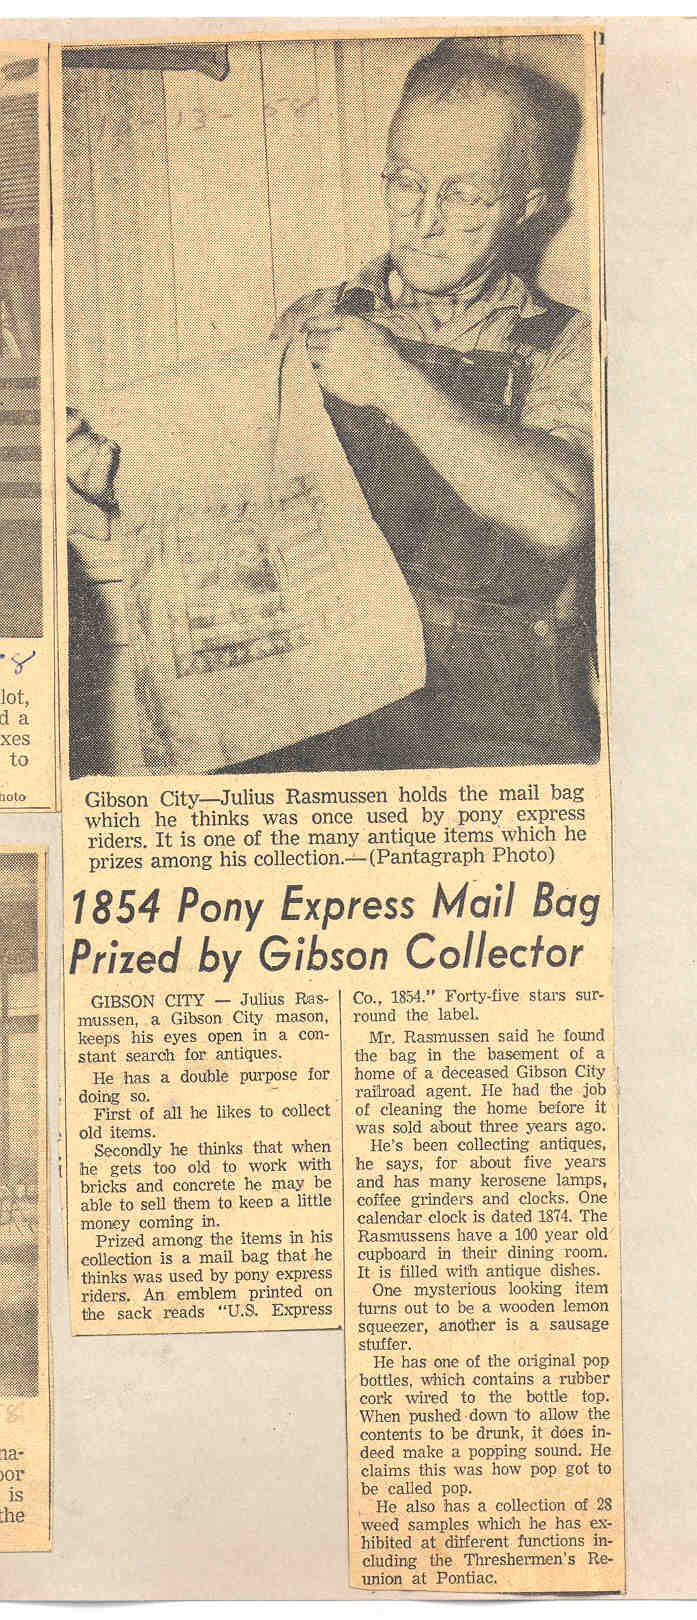 - 13 - 58
8
lot,
d a
xes
to
hoto
Gibson City—Julius Rasmussen holds the mail bag
which he thinks was once used by pony express
riders. It is one of the many antique items which he
prizes among his collection.—(Pantagraph Photo)
1854 Pony Express Mail Bag
Prized by Gibson Collector
GIBSON CITY — Julius Ras-
mussen, a Gibson City mason,
keeps his eyes open in a con-
stant search for antiques.
He has a double purpose for
doing so.
First of all he likes to collect
old items.
Secondly he thinks that when
he gets too old to work with
bricks and concrete he may be
able to sell them to keep a little
money coming in.
Prized among the items in his
collection is a mail bag that he
thinks was used by pony express
riders. An emblem printed on
the sack reads "U.S. Express
Co., 1854." Forty-five stars sur-
round the label.
Mr. Rasmussen said he found
the bag in the basement of a
home of a deceased Gibson City
railroad agent. He had the job
of cleaning the home before it
was sold about three years ago.
He's been collecting antiques,
he says, for about five years
and has many kerosene lamps,
coffee grinders and clocks. One
calendar clock is dated 1874. The
Rasmussens have a 100 year old
cupboard in their dining room.
It is filled with antique dishes.
One mysterious looking item
turns out to be a wooden lemon
squeezer, another is a sausage
stuffer.
He has one of the original pop
bottles, which contains a rubber
cork wired to the bottle top.
When pushed down to allow the
contents to be drunk, it does in-
deed make a popping sound. He
claims this was how pop got to
be called pop.
He also has a collection of 28
weed samples which he has ex-
hibited at different functions in-
cluding the Threshermen's Re-
union at Pontiac.
8
na-
oor
is
the